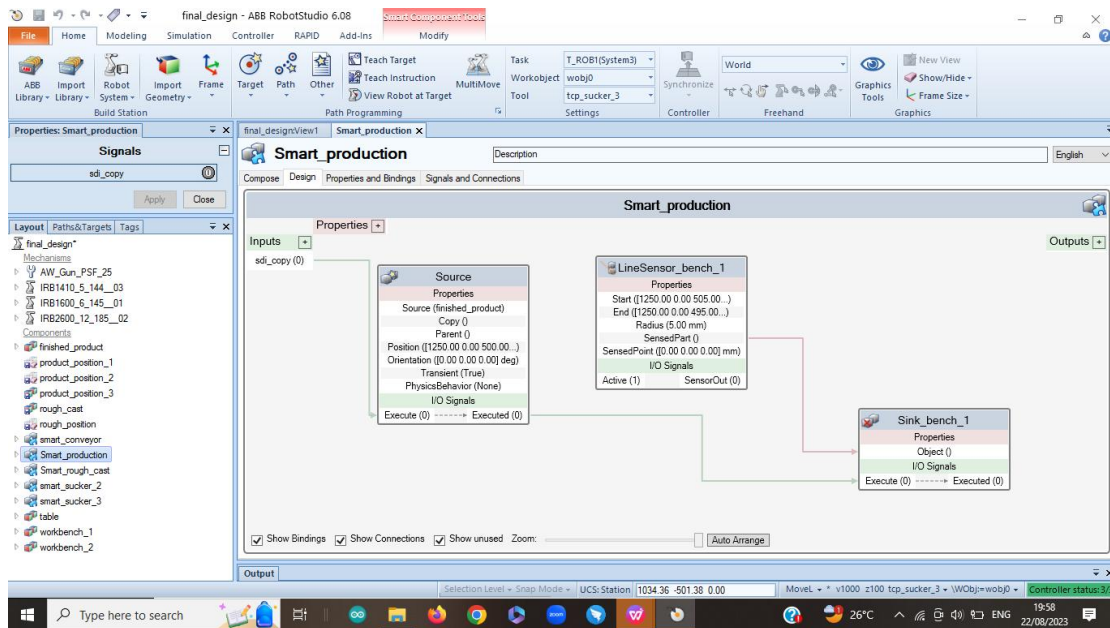 final_design - ABB RobotStudio 6.08
Smart Component Tools
File Home Modeling Simulation Controller RAPID Add-Ins Modify
ABB Library
Import Library
Robot System
Import Geometry
Frame
Build Station
Target
Path
Other
Teach Target
Teach Instruction
View Robot at Target
MultiMove
Path Programming
Task T_ROB1(System3)
Workobject wobj0
Tool tcp_sucker_3
Settings
Synchronize
Controller
World
Freehand
Graphics Tools
New View
Show/Hide
Frame Size
Graphics
Properties: Smart_production
Signals
sdi_copy
Apply Close
Layout Paths&Targets Tags
final_design*
Mechanisms
AW_Gun_PSF_25
IRB1410_5_144__03
IRB1600_6_145__01
IRB2600_12_185__02
Components
finished_product
product_position_1
product_position_2
product_position_3
rough_cast
rough_position
smart_conveyor
Smart_production
Smart_rough_cast
smart_sucker_2
smart_sucker_3
table
workbench_1
workbench_2
final_design:View1 Smart_production
Smart_production
Description
English
Compose Design Properties and Bindings Signals and Connections
Smart_production
Properties +
Inputs +
Outputs +
sdi_copy (0)
Source
Properties
Source (finished_product)
Copy ()
Parent ()
Position ([1250.00 0.00 500.00...)
Orientation ([0.00 0.00 0.00] deg)
Transient (True)
PhysicsBehavior (None)
I/O Signals
Execute (0) Executed (0)
LineSensor_bench_1
Properties
Start ([1250.00 0.00 505.00...)
End ([1250.00 0.00 495.00...)
Radius (5.00 mm)
SensedPart ()
SensedPoint ([0.00 0.00 0.00] mm)
I/O Signals
Active (1) SensorOut (0)
Sink_bench_1
Properties
Object ()
I/O Signals
Execute (0) Executed (0)
Show Bindings Show Connections Show unused Zoom: Auto Arrange
Output
Selection Level Snap Mode UCS: Station 1034.36 -501.38 0.00 MoveL * v1000 z100 tcp_sucker_3 \WObj:=wobj0 Controller status:3/
Type here to search
zoom
26°C
ENG
19:58
22/08/2023